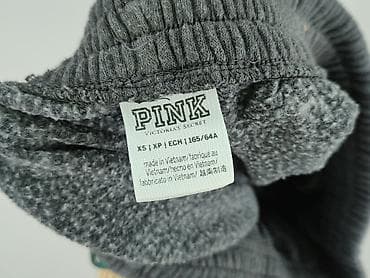 PINK
VICTORIA'S SECRET
XS | XP | ECH | 165/64A
made in Vietnam/fabriqué au
Vietnam/hecho en Vietnam/
fabbricato in Vietnam/ 越南制造